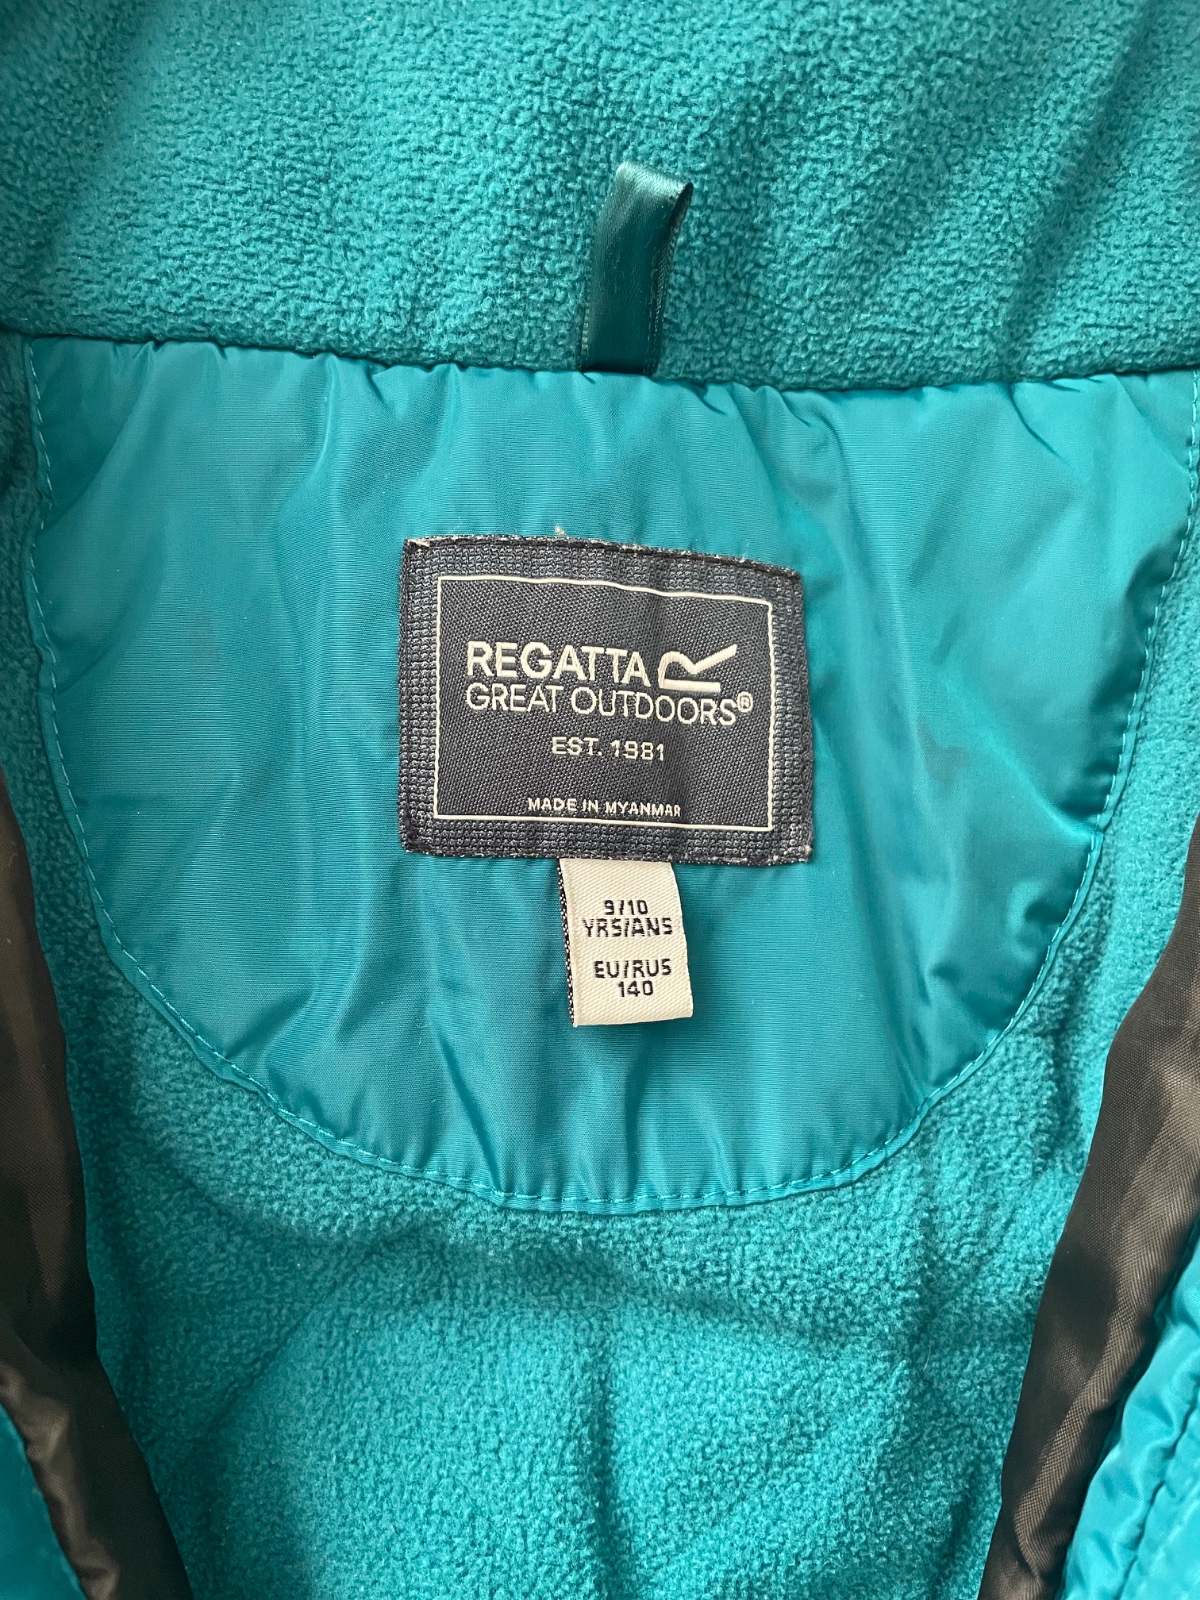 REGATTA R
GREAT OUTDOORS®
EST. 1981
MADE IN MYANMAR
9/10
YRS/ANS
EU/RUS
140